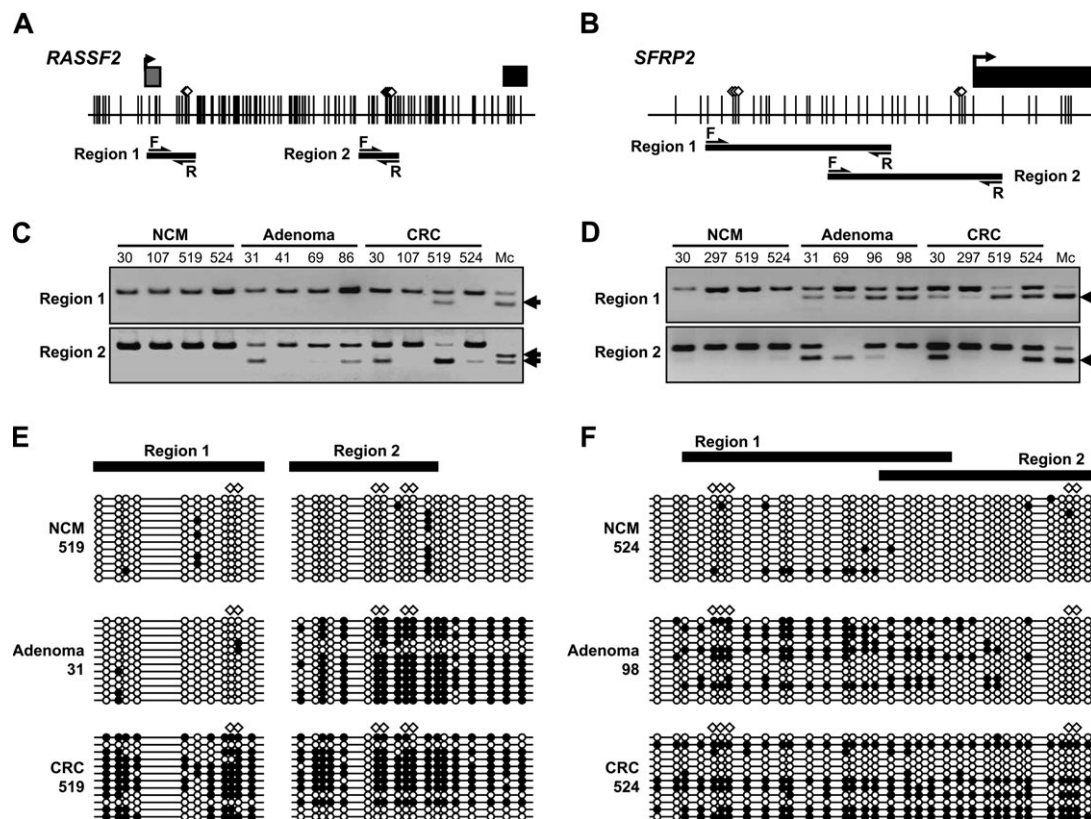 A
RASSF2
F
Region 1
R
F
Region 2
R
B
SFRP2
F
Region 1
R
F
Region 2
R
C
NCM Adenoma CRC
30 107 519 524 31 41 69 86 30 107 519 524 Mc
Region 1
Region 2
D
NCM Adenoma CRC
30 297 519 524 31 69 96 98 30 297 519 524 Mc
Region 1
Region 2
E
Region 1 Region 2
NCM
519
Adenoma
31
CRC
519
F
Region 1
Region 2
NCM
524
Adenoma
98
CRC
524